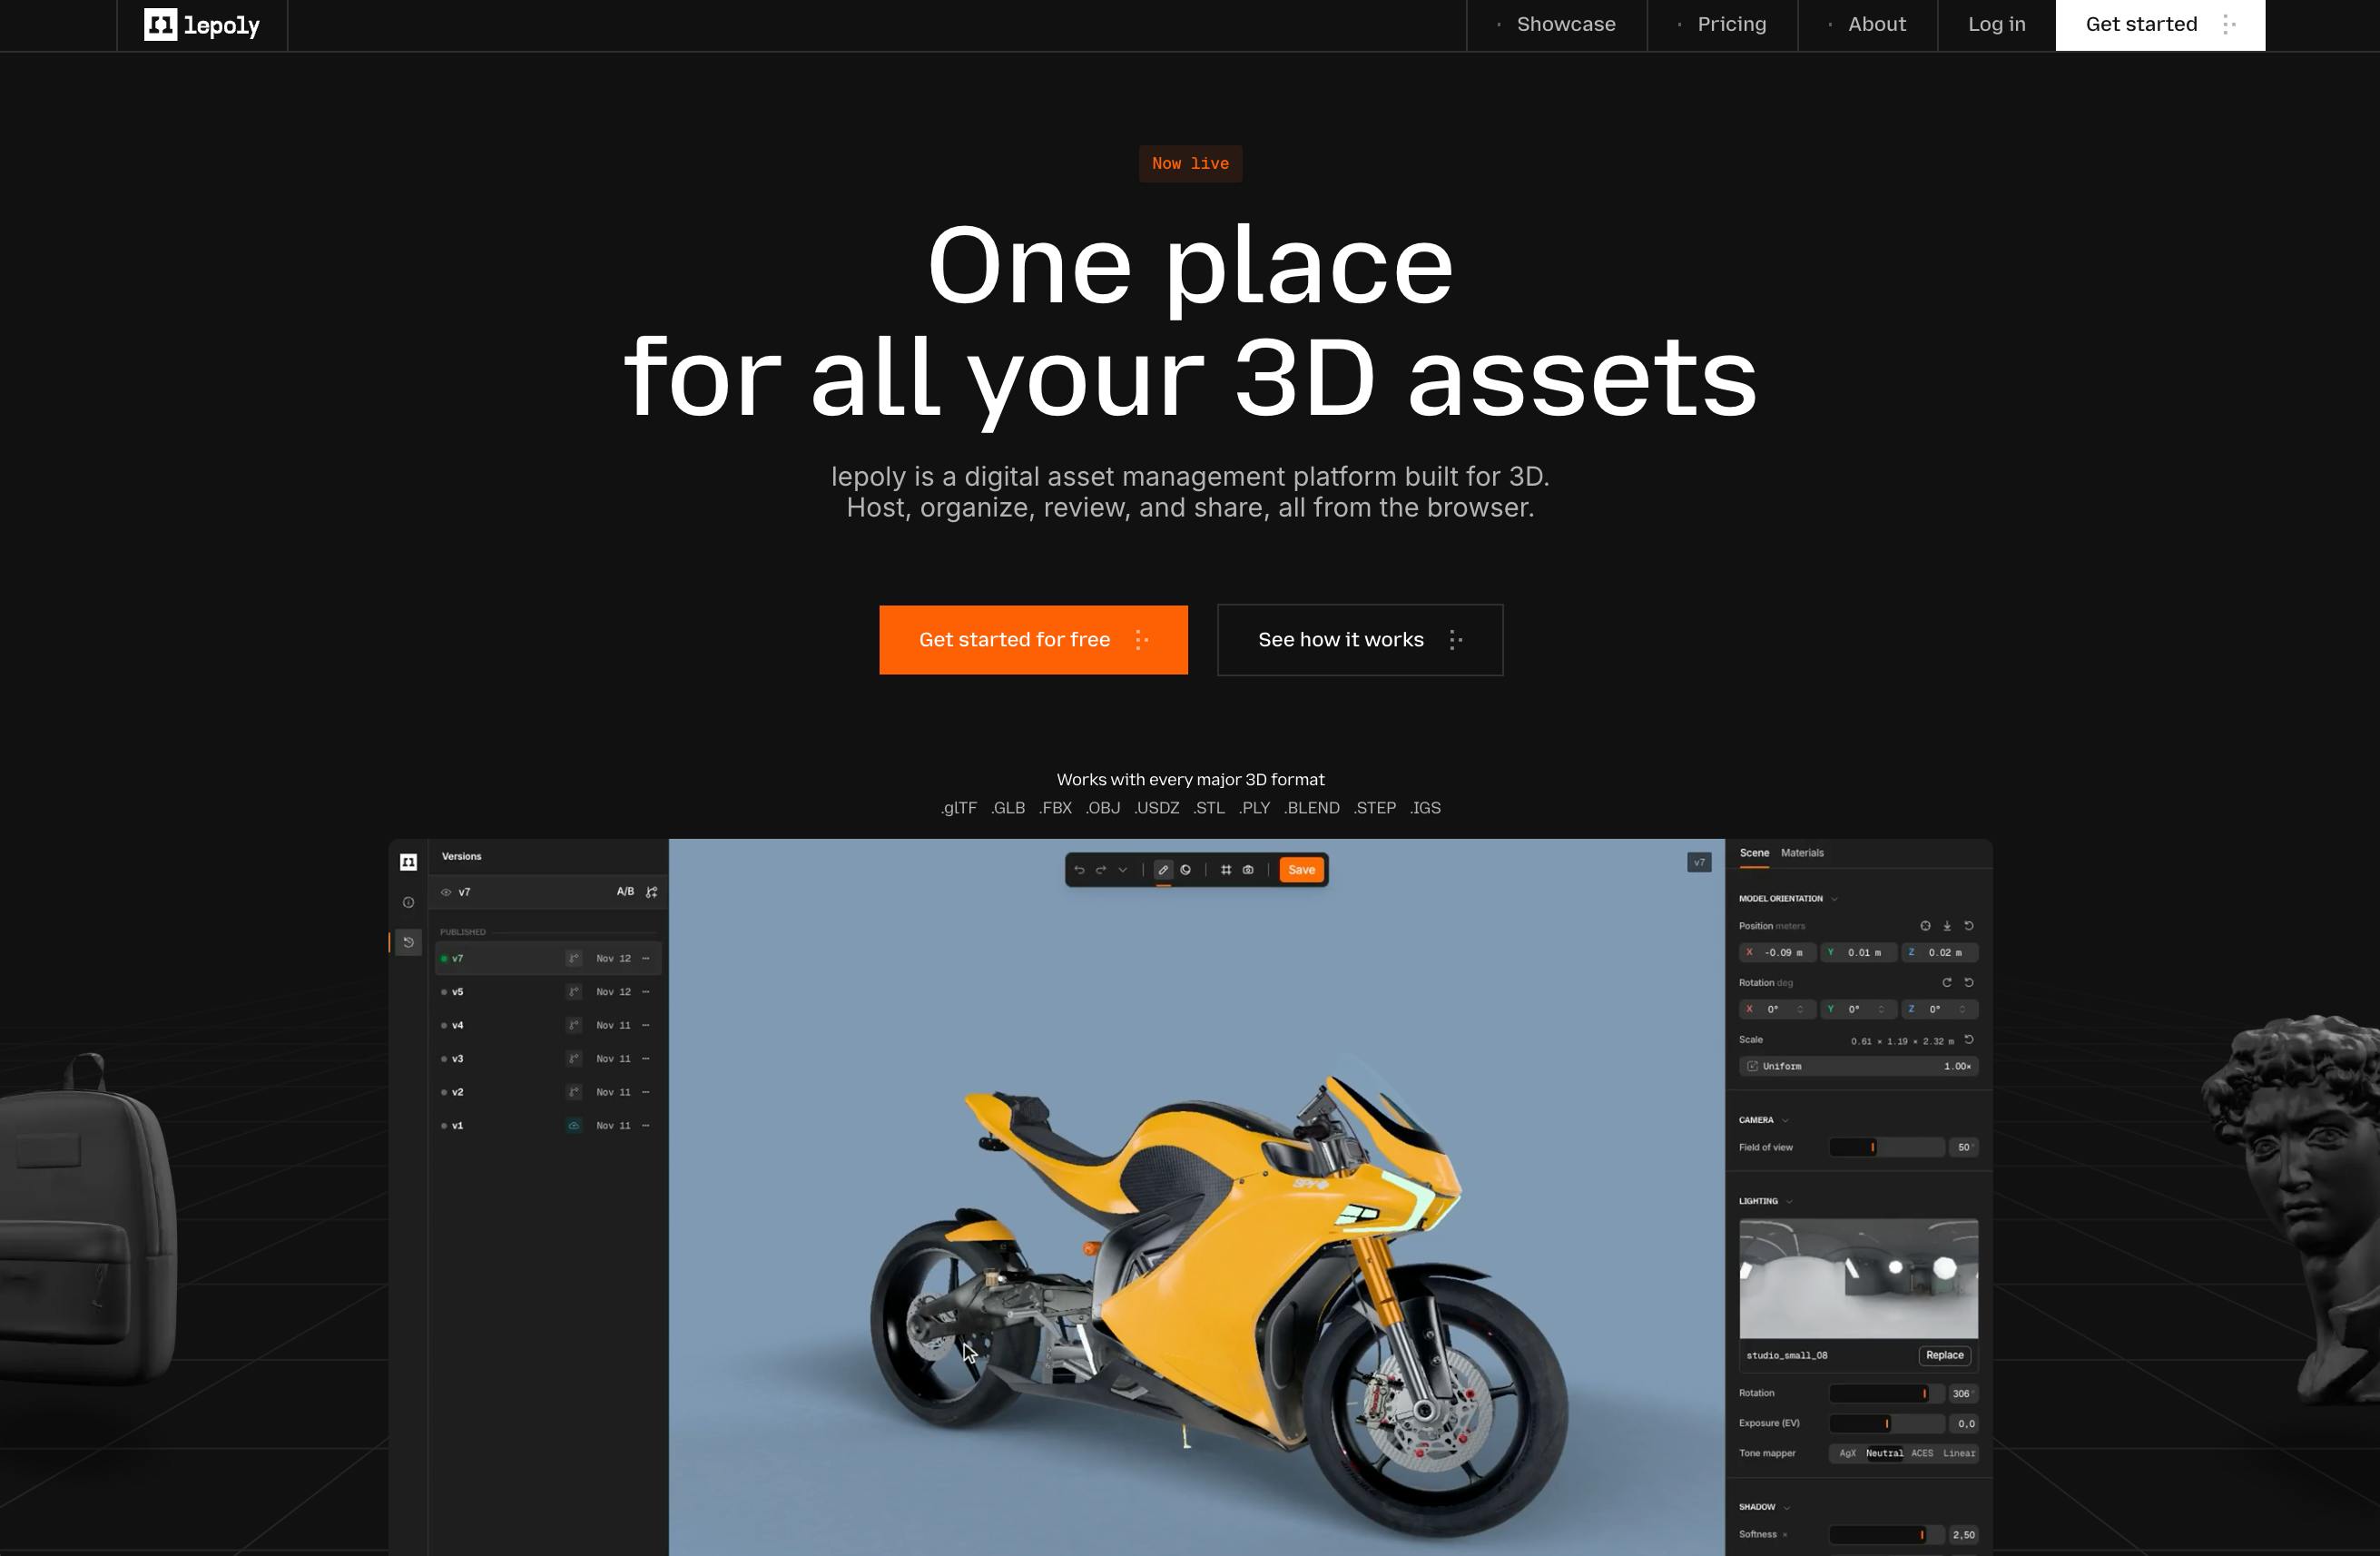 lepoly
Showcase
Pricing
About
Log in
Get started
Now live
One place
for all your 3D assets
lepoly is a digital asset management platform built for 3D.
Host, organize, review, and share, all from the browser.
Get started for free
See how it works
Works with every major 3D format
.glTF .GLB .FBX .OBJ .USDZ .STL .PLY .BLEND .STEP .IGS
Versions
v7 A/B
PUBLISHED
v7 Nov 12
v5 Nov 12
v4 Nov 11
v3 Nov 11
v2 Nov 11
v1 Nov 11
Save
v7
Scene Materials
MODEL ORIENTATION
Position meters
X -0.09 m Y 0.01 m Z 0.02 m
Rotation deg
X 0° Y 0° Z 0°
Scale 0.61 × 1.19 × 2.32 m
Uniform 1.00×
CAMERA
Field of view 50
LIGHTING
studio_small_08 Replace
Rotation 306
Exposure (EV) 0,0
Tone mapper AgX Neutral ACES Linear
SHADOW
Softness × 2,50